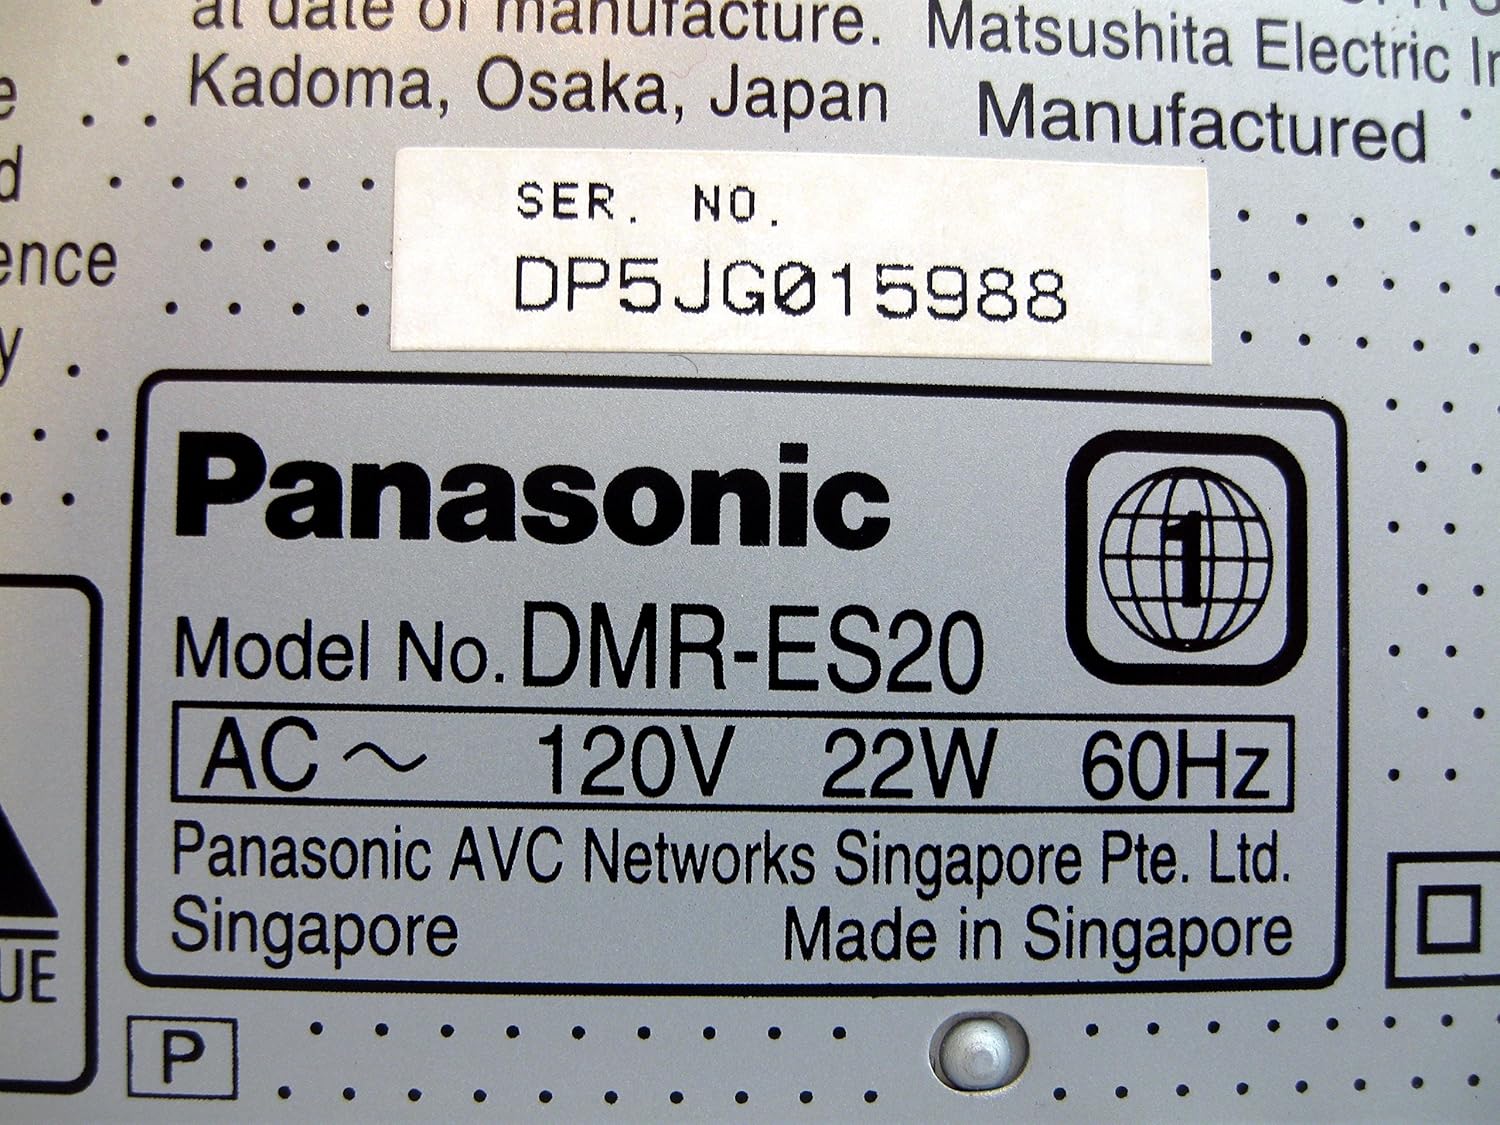 at date of manufacture. Matsushita Electric
Kadoma, Osaka, Japan Manufactured
ence
SER. NO.
DP5JG015988
Panasonic
1
Model No. DMR-ES20
AC ~ 120V 22W 60Hz
Panasonic AVC Networks Singapore Pte. Ltd.
Singapore Made in Singapore
UE
P